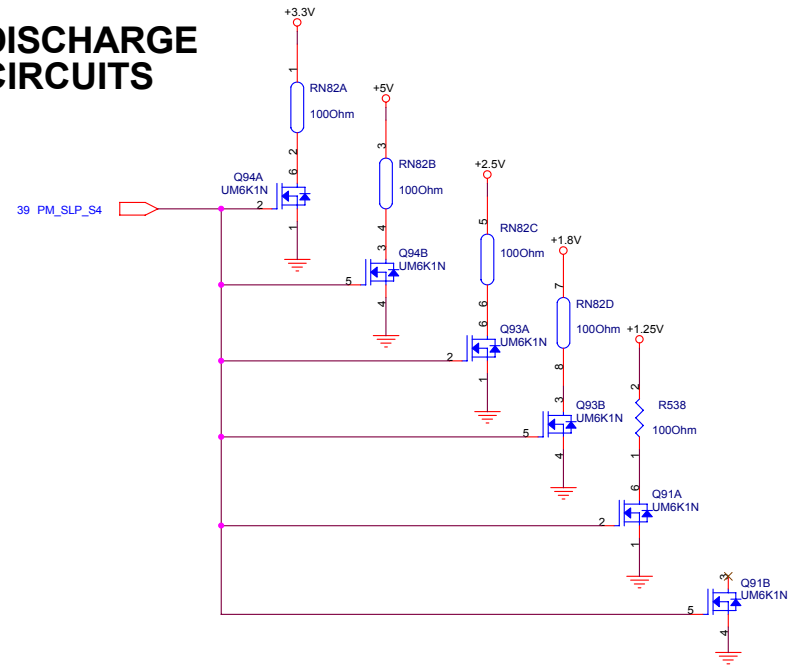 DISCHARGE
CIRCUITS
+3.3V
1
RN82A
100Ohm
2
6
Q94A
UM6K1N
2
1
39 PM_SLP_S4
+5V
3
RN82B
100Ohm
4
3
Q94B
UM6K1N
5
4
+2.5V
5
RN82C
100Ohm
6
6
Q93A
UM6K1N
2
1
+1.8V
7
RN82D
100Ohm
8
3
Q93B
UM6K1N
5
4
+1.25V
2
R538
100Ohm
1
6
Q91A
UM6K1N
2
1
3
Q91B
UM6K1N
5
4